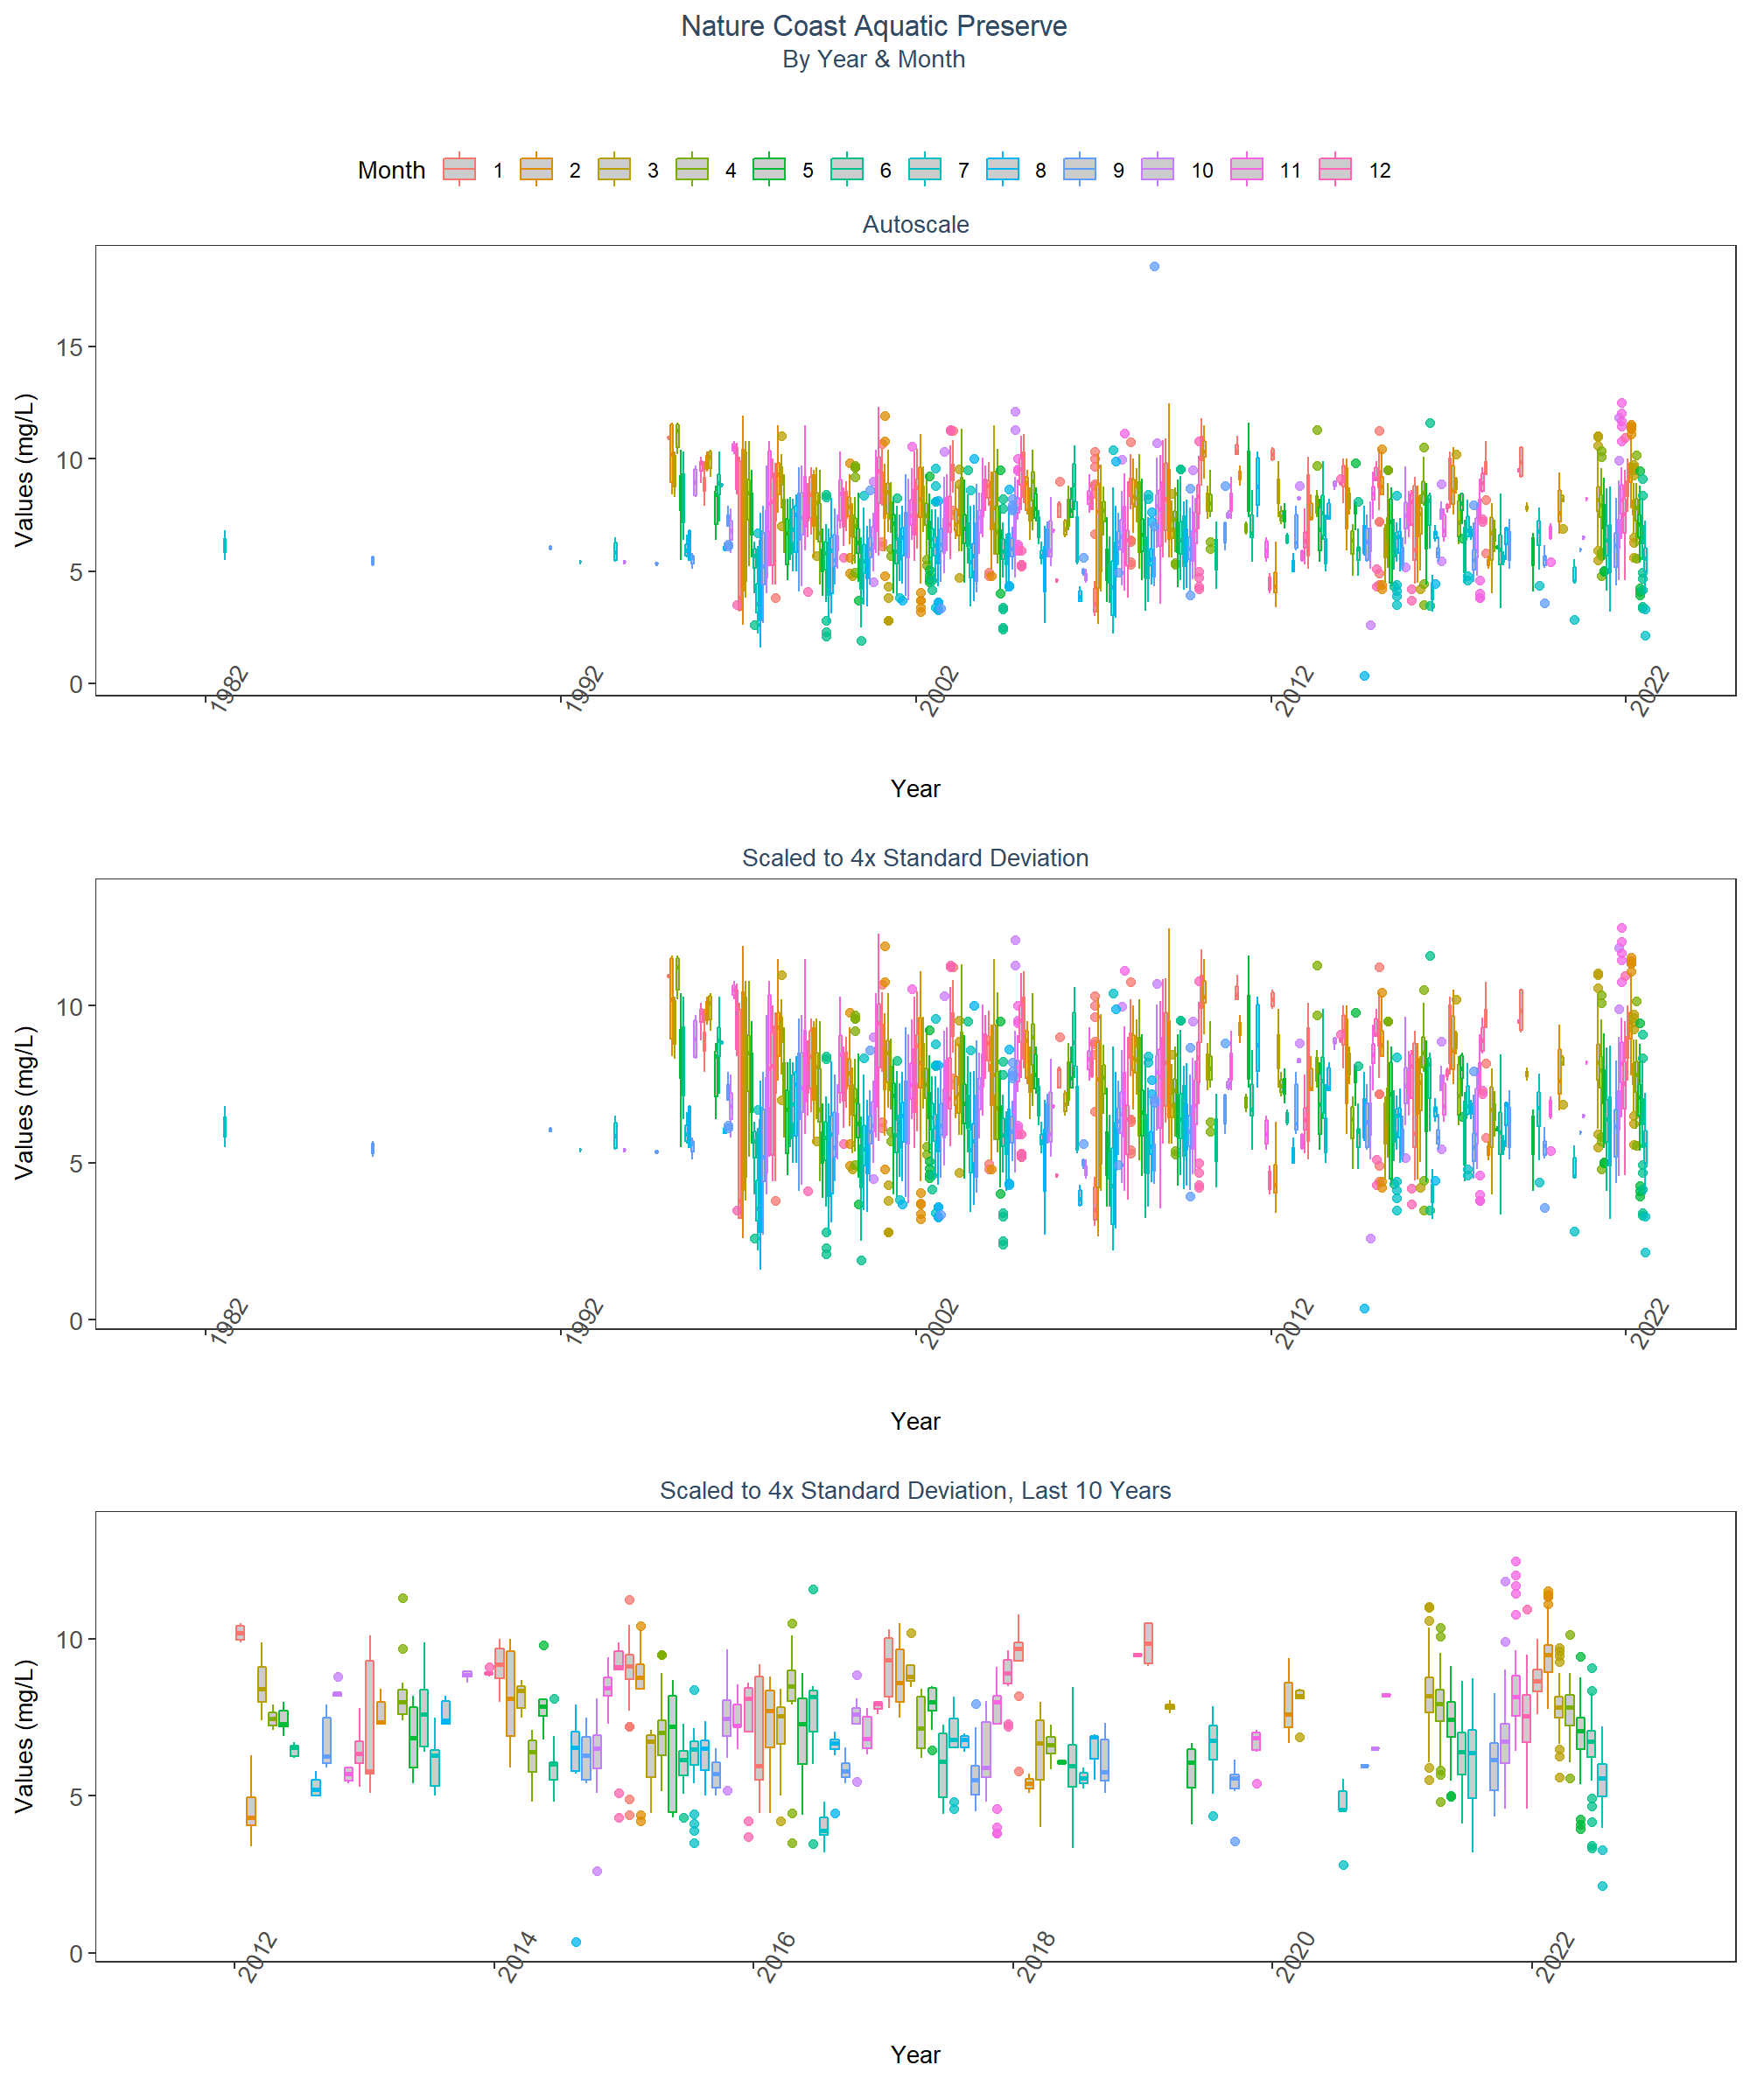 Nature Coast Aquatic Preserve
By Year & Month
Month 1 2 3 4 5 6 7 8 9 10 11 12
Autoscale
Values (mg/L)
15
10
5
0
1982 1992 2002 2012 2022
Year
Scaled to 4x Standard Deviation
Values (mg/L)
10
5
0
1982 1992 2002 2012 2022
Year
Scaled to 4x Standard Deviation, Last 10 Years
Values (mg/L)
10
5
0
2012 2014 2016 2018 2020 2022
Year